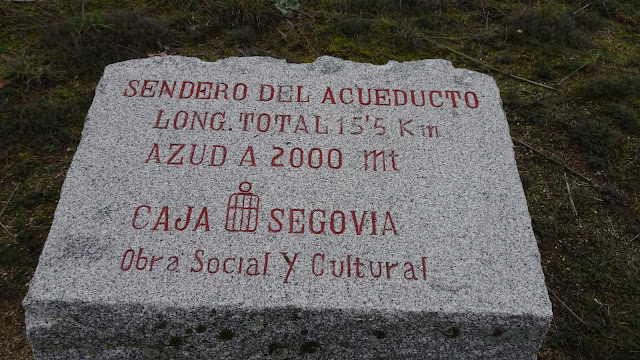 SENDERO DEL ACUEDUCTO
LONG. TOTAL 15'5 Km
AZUD A 2000 Mt
CAJA SEGOVIA
Obra Social Y Cultural